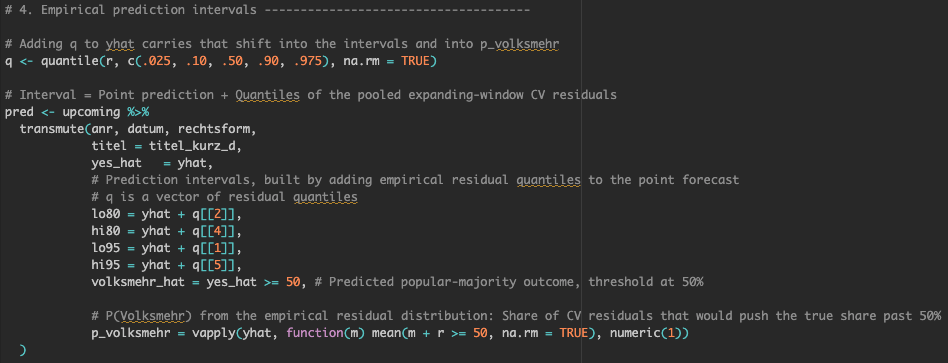 # 4. Empirical prediction intervals -------------------------------------
# Adding q to yhat carries that shift into the intervals and into p_volksmehr
q <- quantile(r, c(.025, .10, .50, .90, .975), na.rm = TRUE)
# Interval = Point prediction + Quantiles of the pooled expanding-window CV residuals
pred <- upcoming %>%
  transmute(anr, datum, rechtsform,
            titel = titel_kurz_d,
            yes_hat   = yhat,
            # Prediction intervals, built by adding empirical residual quantiles to the point forecast
            # q is a vector of residual quantiles
            lo80 = yhat + q[[2]],
            hi80 = yhat + q[[4]],
            lo95 = yhat + q[[1]],
            hi95 = yhat + q[[5]],
            volksmehr_hat = yes_hat >= 50, # Predicted popular-majority outcome, threshold at 50%
            # P(Volksmehr) from the empirical residual distribution: Share of CV residuals that would push the true share past 50%
            p_volksmehr = vapply(yhat, function(m) mean(m + r >= 50, na.rm = TRUE), numeric(1))
  )